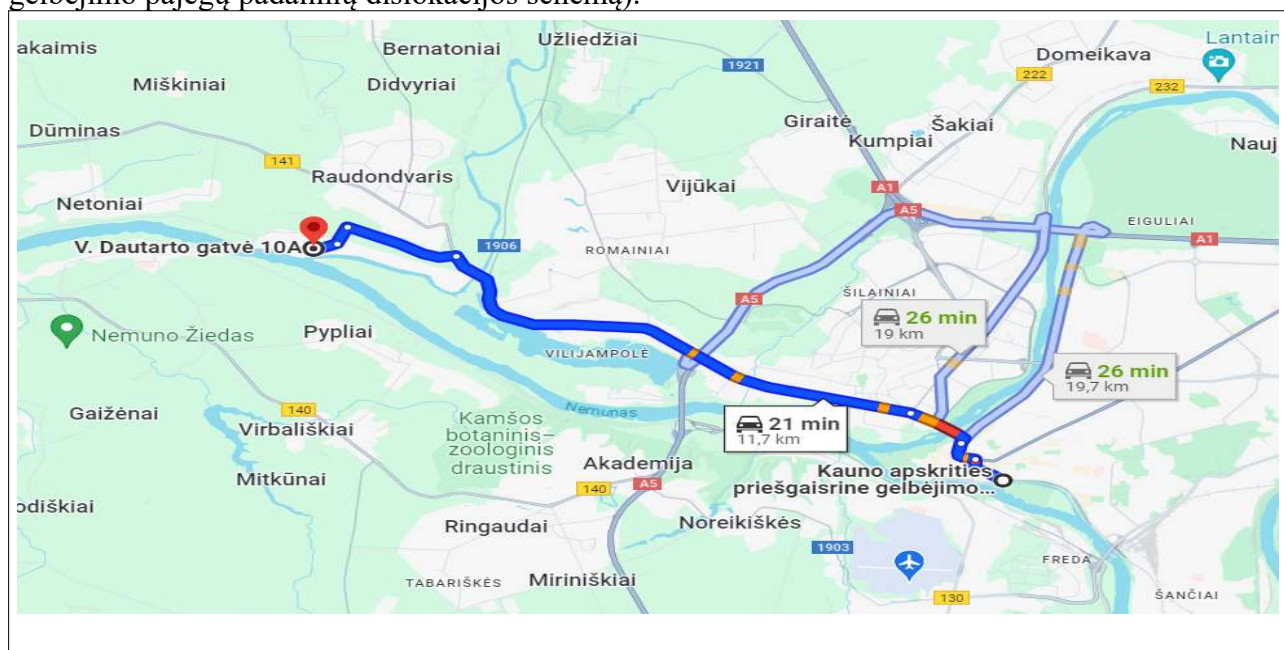 gelbėjimo pajėgų padalinių dislokacijos schemą).
akaimis
Bernatoniai
Užliedžiai
1921
Domeikava
Lantain
Miškiniai
Didvyriai
222
232
Dūminas
Giraitė
Šakiai
Kumpiai
Nauj
141
Raudondvaris
Vijūkai
A1
Netoniai
A5
EIGULIAI
A1
V. Dautarto gatvė 10A
1906
ROMAINIAI
A5
ŠILAINIAI
26 min
19 km
Nemuno Žiedas
Pypliai
VILIJAMPOLĖ
26 min
19,7 km
Gaižėnai
140
Virbališkiai
Kamšos
botaninis–
zoologinis
draustinis
Nemunas
21 min
11,7 km
Mitkūnai
Akademija
140
A5
Kauno apskrities
priešgaisrine gelbėjimo...
odiškiai
Ringaudai
Noreikiškės
1903
FREDA
TABARIŠKĖS
Miriniškiai
130
ŠANČIAI